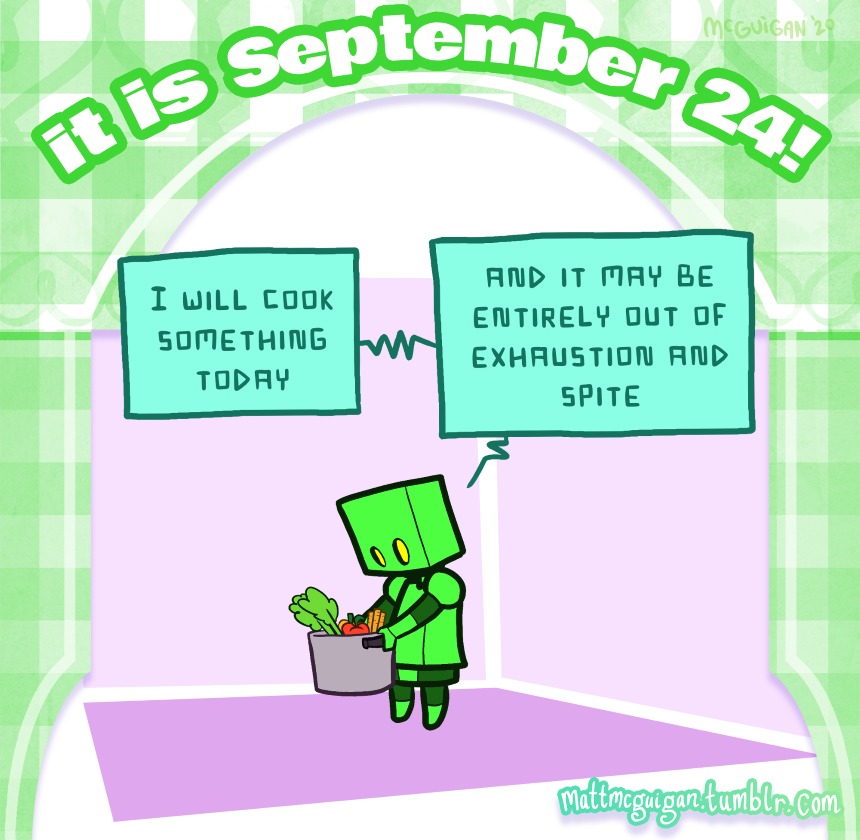 McGUIGAN '20
it is September 24!
I WILL COOK
SOMETHING
TODAY
AND IT MAY BE
ENTIRELY OUT OF
EXHAUSTION AND
SPITE
mattmcguigan.tumblr.com